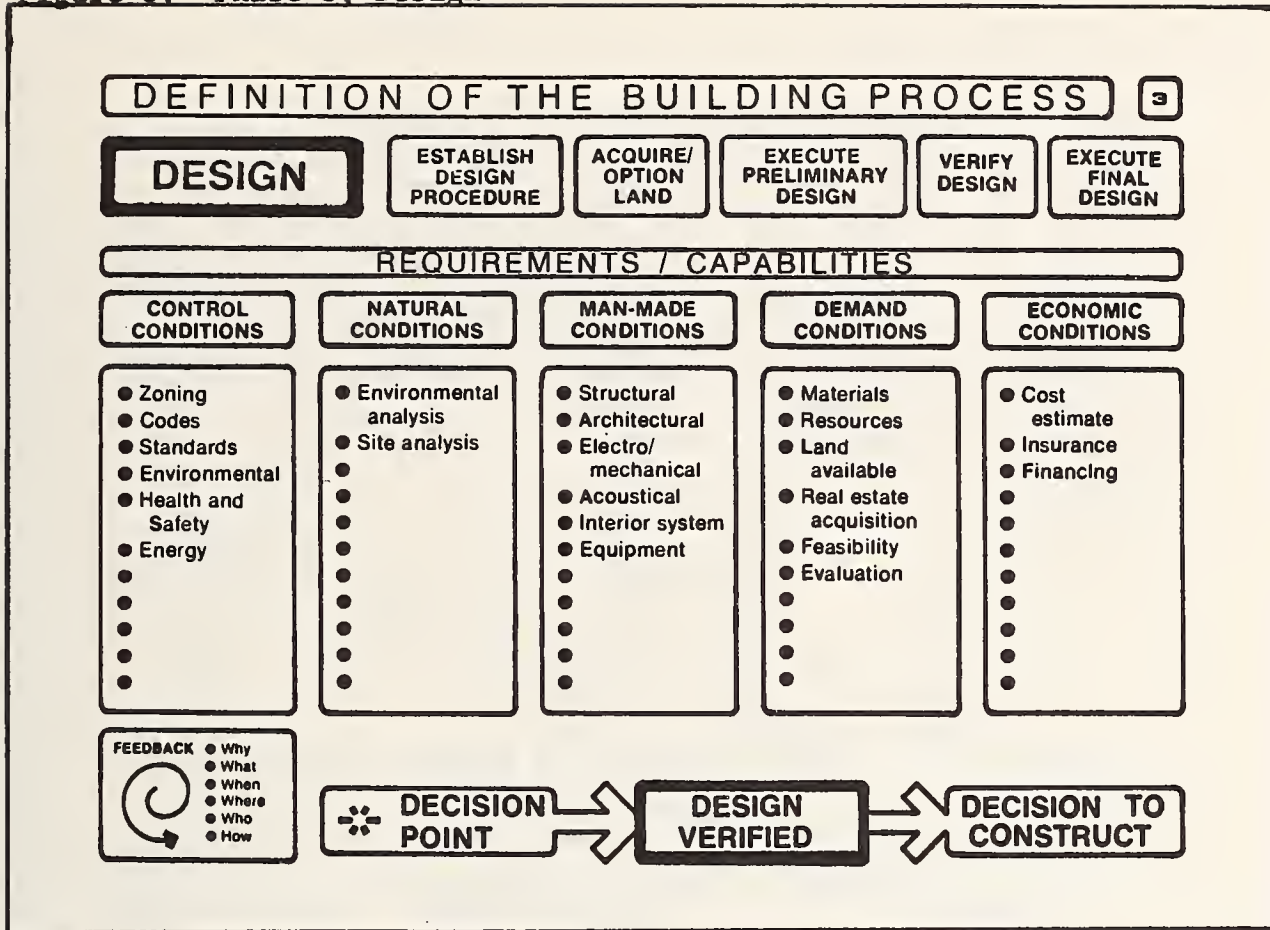 DEFINITION OF THE BUILDING PROCESS
3
DESIGN
ESTABLISH
DESIGN
PROCEDURE
ACQUIRE/
OPTION
LAND
EXECUTE
PRELIMINARY
DESIGN
VERIFY
DESIGN
EXECUTE
FINAL
DESIGN
REQUIREMENTS / CAPABILITIES
CONTROL
CONDITIONS
NATURAL
CONDITIONS
MAN-MADE
CONDITIONS
DEMAND
CONDITIONS
ECONOMIC
CONDITIONS
● Zoning
● Codes
● Standards
● Environmental
● Health and
Safety
● Energy
●
●
●
●
●
● Environmental
analysis
● Site analysis
●
●
●
●
●
●
●
●
●
● Structural
● Architectural
● Electro/
mechanical
● Acoustical
● Interior system
● Equipment
●
●
●
●
●
● Materials
● Resources
● Land
available
● Real estate
acquisition
● Feasibility
● Evaluation
●
●
●
●
● Cost
estimate
● Insurance
● Financing
●
●
●
●
●
●
●
●
FEEDBACK
● Why
● What
● When
● Where
● Who
● How
DECISION
POINT
DESIGN
VERIFIED
DECISION TO
CONSTRUCT